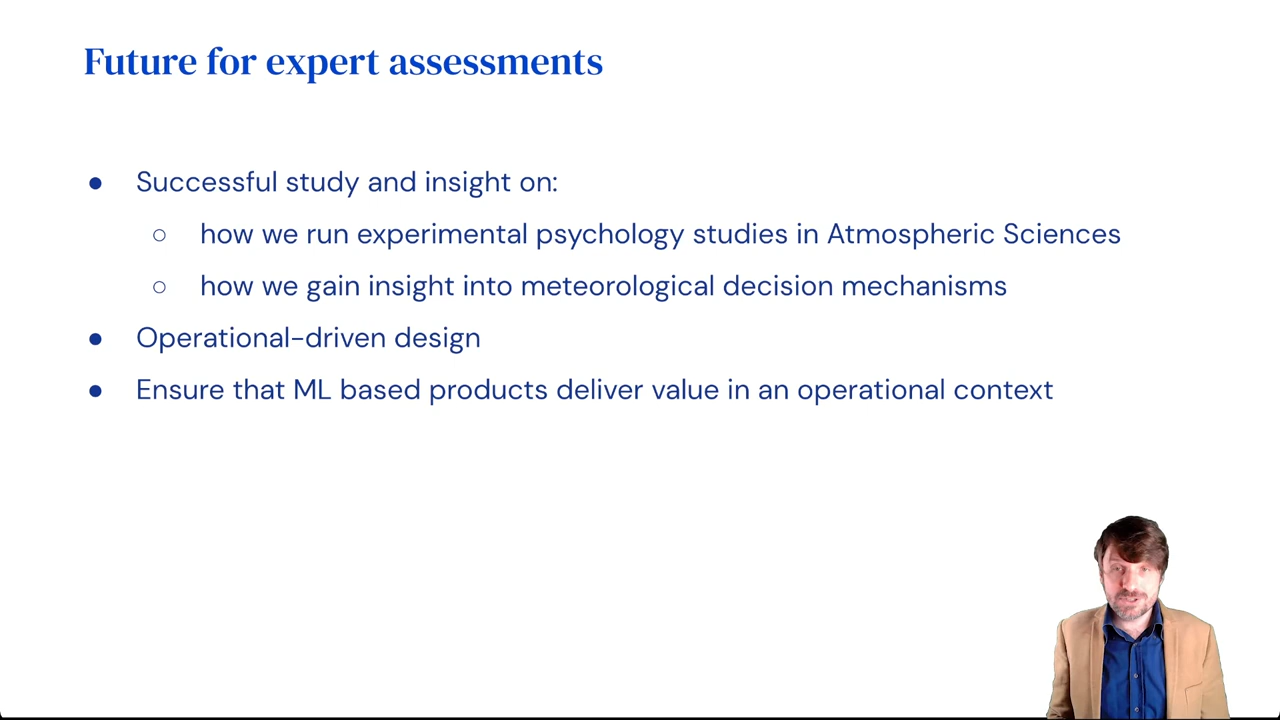 Future for expert assessments
● Successful study and insight on:
○ how we run experimental psychology studies in Atmospheric Sciences
○ how we gain insight into meteorological decision mechanisms
● Operational-driven design
● Ensure that ML based products deliver value in an operational context